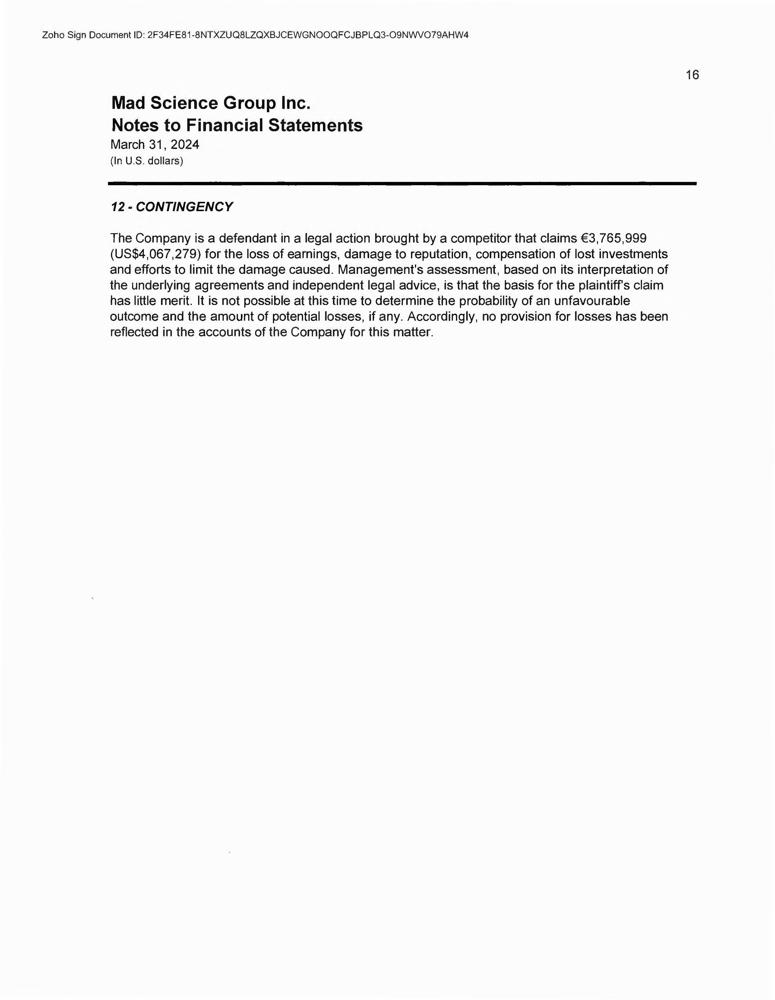 Zoho Sign Document ID: 2F34FE81-8NTXZUQ8LZQXBJCEWGNOOQFCJBPLQ3-O9NWVO79AHW4
16
Mad Science Group Inc.
Notes to Financial Statements
March 31, 2024
(In U.S. dollars)
12 - CONTINGENCY
The Company is a defendant in a legal action brought by a competitor that claims €3,765,999
(US$4,067,279) for the loss of earnings, damage to reputation, compensation of lost investments
and efforts to limit the damage caused. Management's assessment, based on its interpretation of
the underlying agreements and independent legal advice, is that the basis for the plaintiff's claim
has little merit. It is not possible at this time to determine the probability of an unfavourable
outcome and the amount of potential losses, if any. Accordingly, no provision for losses has been
reflected in the accounts of the Company for this matter.